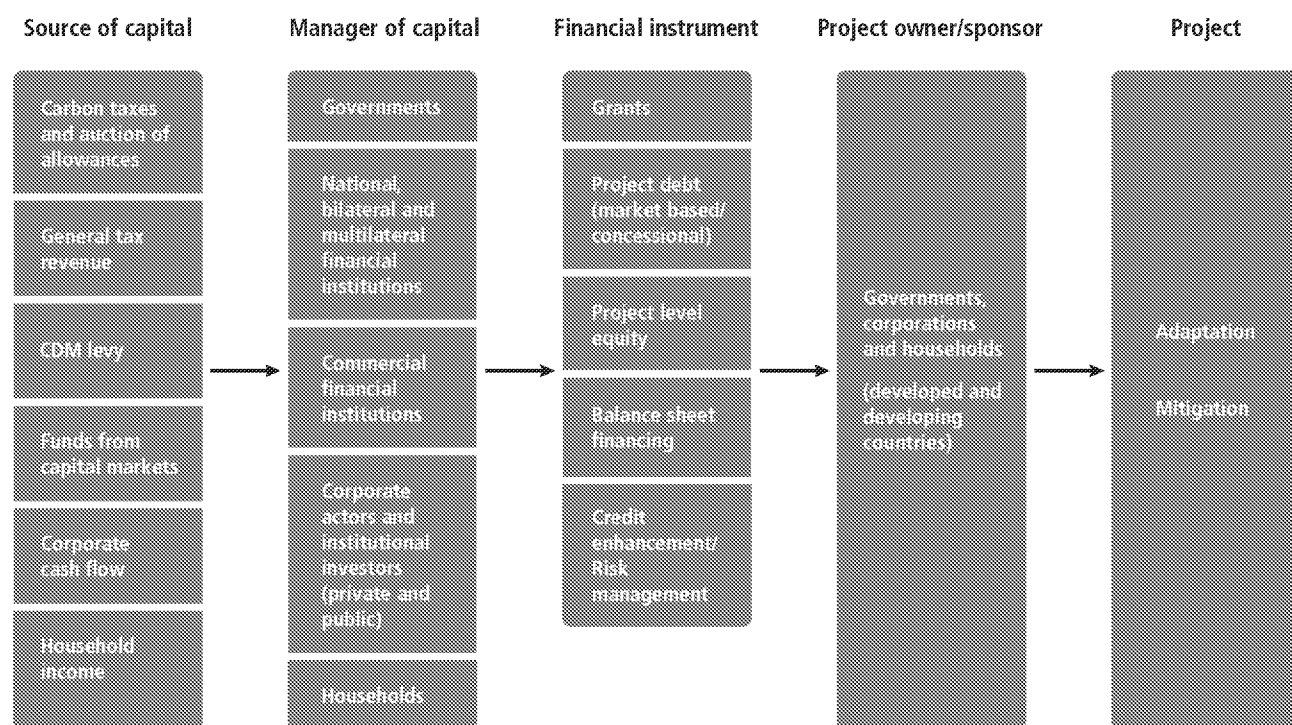 Source of capital
Carbon taxes
and auction of
allowances
General tax
revenue
CDM levy
Funds from
capital markets
Corporate
cash flow
Household
income
Manager of capital
Governments
National,
bilateral and
multilateral
financial
institutions
Commercial
financial
institutions
Corporate
actors and
institutional
investors
(private and
public)
Households
Financial instrument
Grants
Project debt
(market based/
concessional)
Project level
equity
Balance sheet
financing
Credit
enhancement/
Risk
management
Project owner/sponsor
Governments,
corporations
and households
(developed and
developing
countries)
Project
Adaptation
Mitigation